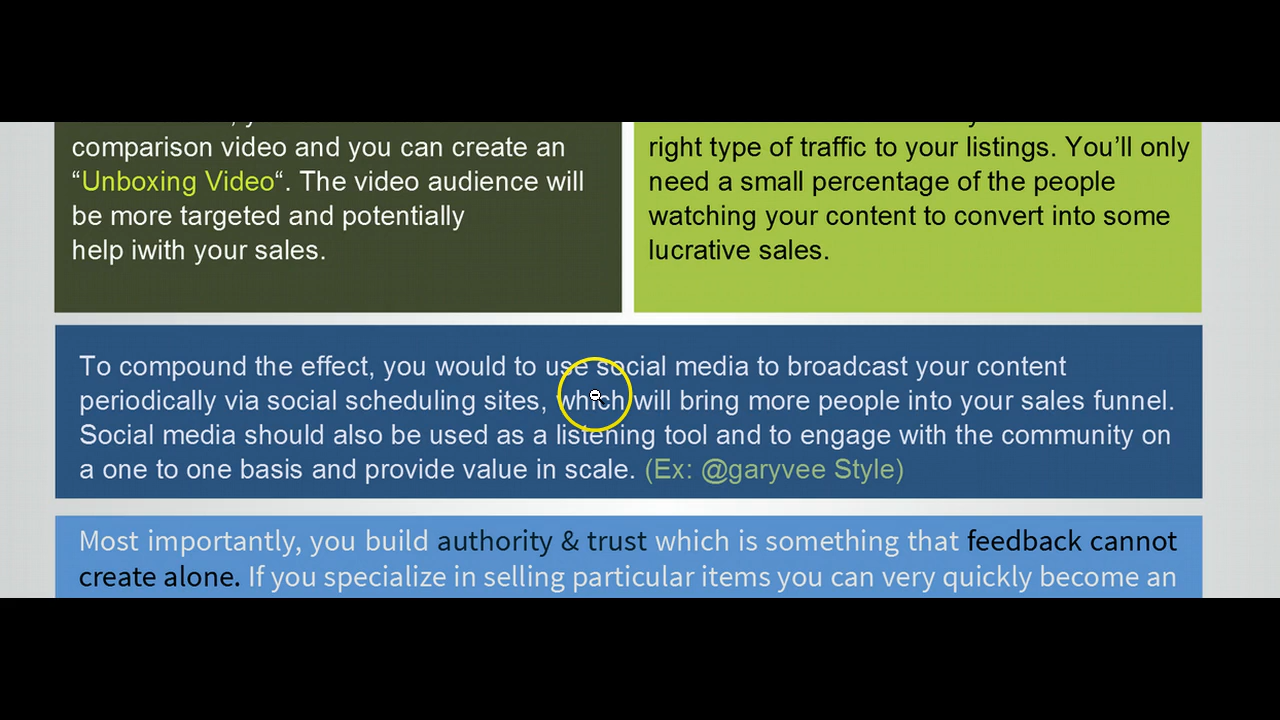 comparison video and you can create an
“Unboxing Video“. The video audience will
be more targeted and potentially
help iwith your sales.
right type of traffic to your listings. You’ll only
need a small percentage of the people
watching your content to convert into some
lucrative sales.
To compound the effect, you would to use social media to broadcast your content
periodically via social scheduling sites, which will bring more people into your sales funnel.
Social media should also be used as a listening tool and to engage with the community on
a one to one basis and provide value in scale. (Ex: @garyvee Style)
Most importantly, you build authority & trust which is something that feedback cannot
create alone. If you specialize in selling particular items you can very quickly become an